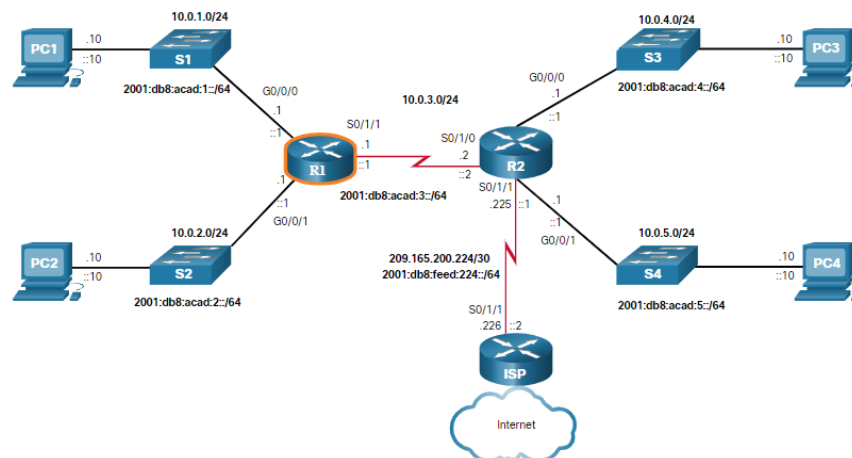 10.0.1.0/24
PC1
.10
::10
S1
2001:db8:acad:1::/64
G0/0/0
.1
::1
R1
S0/1/1
.1
::1
.1
::1
G0/0/1
10.0.2.0/24
PC2
.10
::10
S2
2001:db8:acad:2::/64
10.0.3.0/24
2001:db8:acad:3::/64
S0/1/0
.2
::2
R2
G0/0/0
.1
::1
10.0.4.0/24
S3
2001:db8:acad:4::/64
.10
::10
PC3
S0/1/1
.225
::1
.1
::1
G0/0/1
10.0.5.0/24
S4
2001:db8:acad:5::/64
.10
::10
PC4
209.165.200.224/30
2001:db8:feed:224::/64
S0/1/1
.226
::2
ISP
Internet